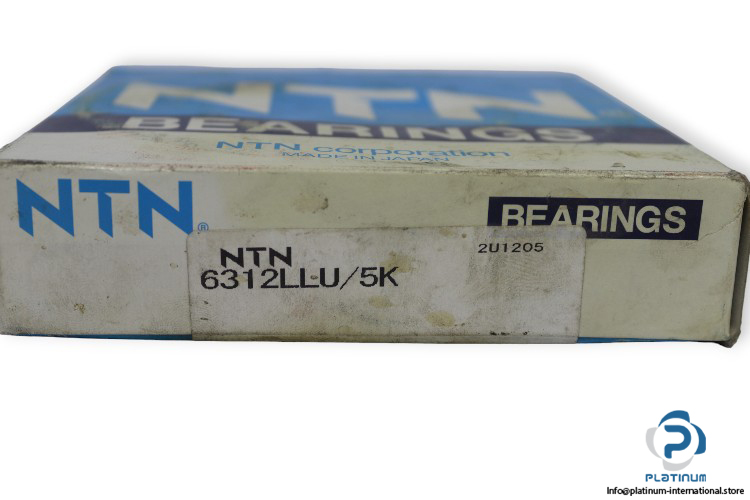 NTN
BEARINGS
NTN corporation
MADE IN JAPAN
NTN®
BEARINGS
NTN
2U1205
6312LLU/5K
PLATINUM
Info@platinum-international.store